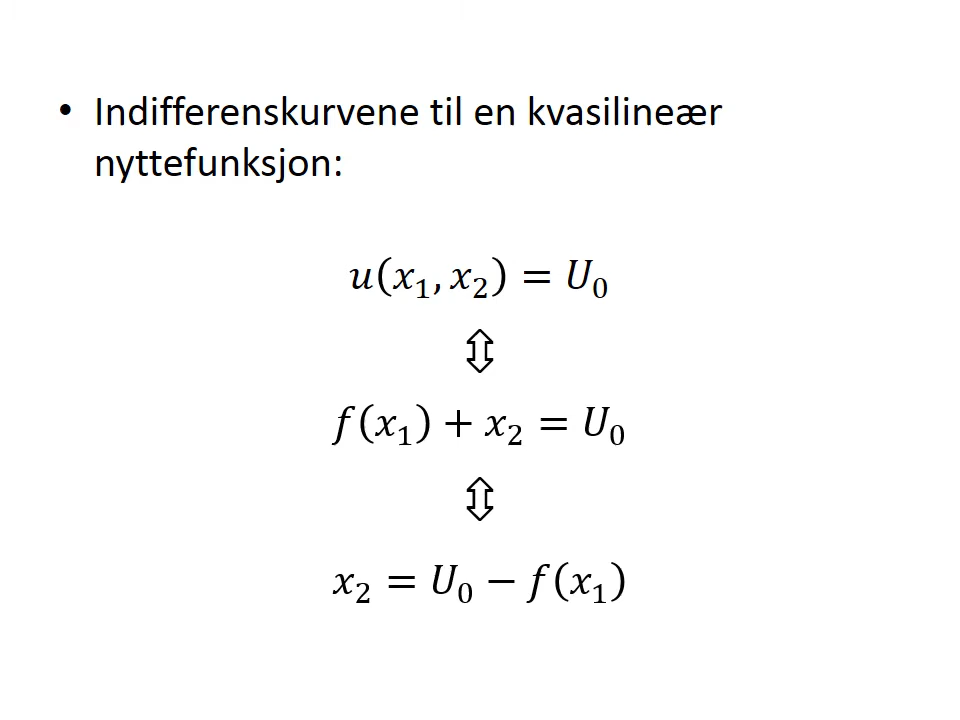 • Indifferenskurvene til en kvasilineær
nyttefunksjon:
u(x₁, x₂) = U₀
⇕
f(x₁) + x₂ = U₀
⇕
x₂ = U₀ − f(x₁)